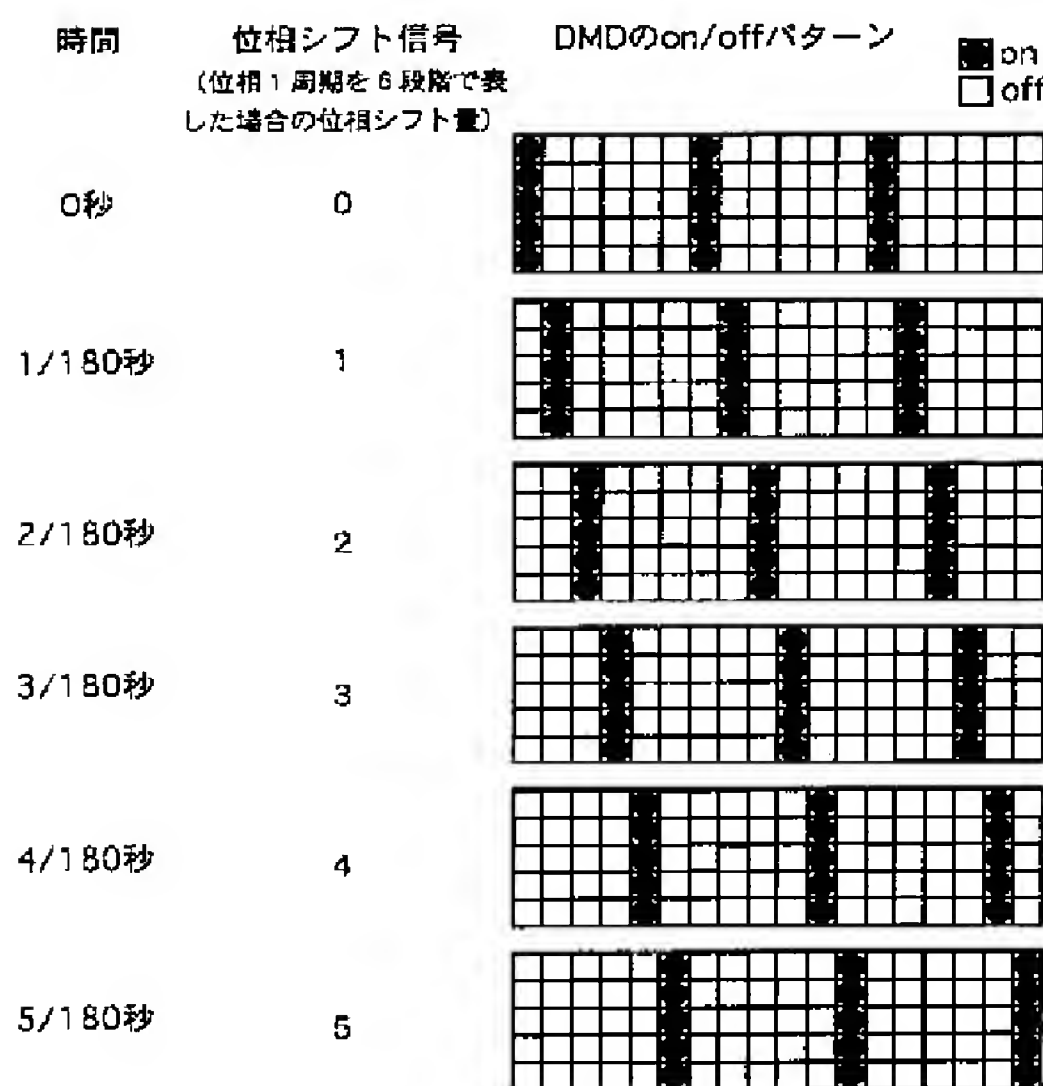 時間
位相シフト信号
(位相1周期を6段階で表
した場合の位相シフト量)
DMDのon/offパターン
on
off
0秒
0
1/180秒
1
2/180秒
2
3/180秒
3
4/180秒
4
5/180秒
5